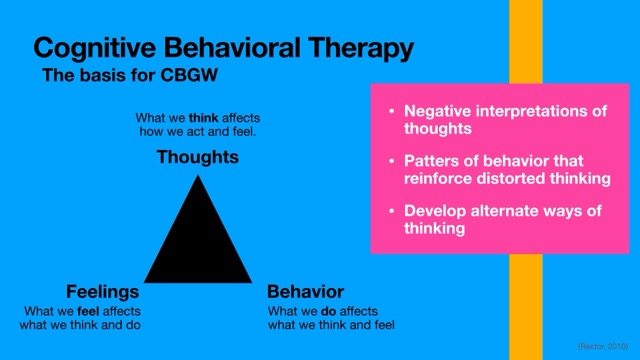 Cognitive Behavioral Therapy
The basis for CBGW
What we think affects
how we act and feel.
Thoughts
Feelings
What we feel affects
what we think and do
Behavior
What we do affects
what we think and feel
• Negative interpretations of
thoughts
• Patters of behavior that
reinforce distorted thinking
• Develop alternate ways of
thinking
(Rector, 2010)